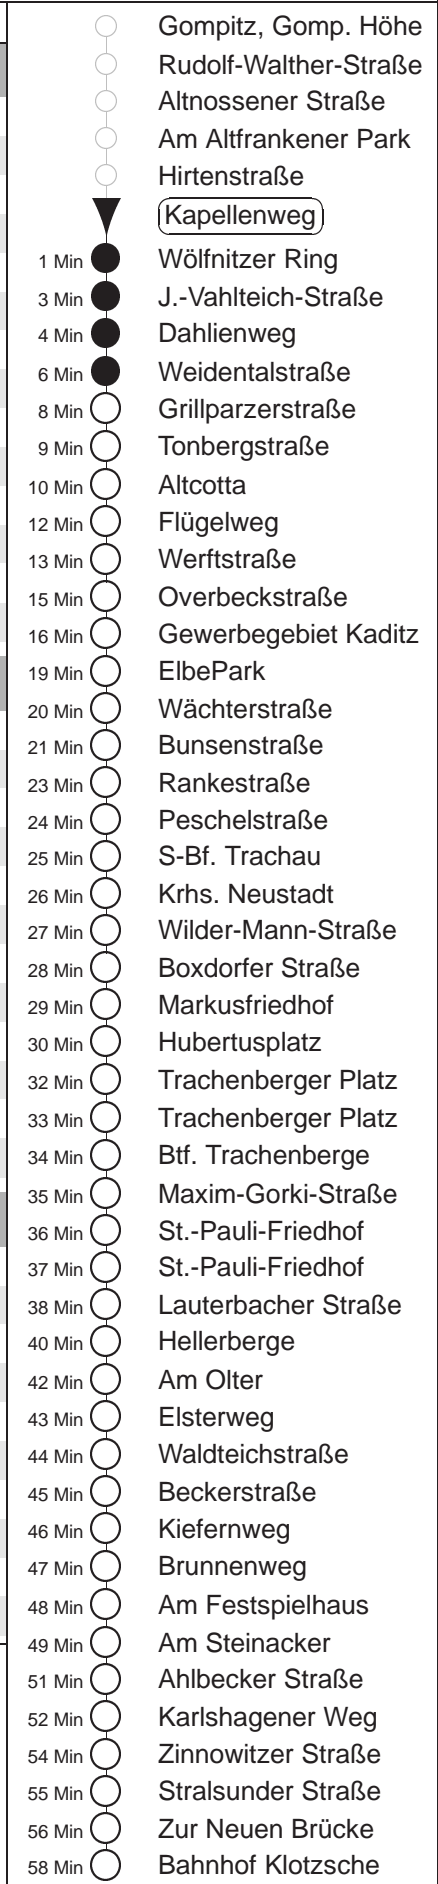 Gompitz, Gomp. Höhe
Rudolf-Walther-Straße
Altnossener Straße
Am Altfrankener Park
Hirtenstraße
Kapellenweg
1 Min Wölfnitzer Ring
3 Min J.-Vahlteich-Straße
4 Min Dahlienweg
6 Min Weidentalstraße
8 Min Grillparzerstraße
9 Min Tonbergstraße
10 Min Altcotta
12 Min Flügelweg
13 Min Werftstraße
15 Min Overbeckstraße
16 Min Gewerbegebiet Kaditz
19 Min ElbePark
20 Min Wächterstraße
21 Min Bunsenstraße
23 Min Rankestraße
24 Min Peschelstraße
25 Min S-Bf. Trachau
26 Min Krhs. Neustadt
27 Min Wilder-Mann-Straße
28 Min Boxdorfer Straße
29 Min Markusfriedhof
30 Min Hubertusplatz
32 Min Trachenberger Platz
33 Min Trachenberger Platz
34 Min Btf. Trachenberge
35 Min Maxim-Gorki-Straße
36 Min St.-Pauli-Friedhof
37 Min St.-Pauli-Friedhof
38 Min Lauterbacher Straße
40 Min Hellerberge
42 Min Am Olter
43 Min Elsterweg
44 Min Waldteichstraße
45 Min Beckerstraße
46 Min Kiefernweg
47 Min Brunnenweg
48 Min Am Festspielhaus
49 Min Am Steinacker
51 Min Ahlbecker Straße
52 Min Karlshagener Weg
54 Min Zinnowitzer Straße
55 Min Stralsunder Straße
56 Min Zur Neuen Brücke
58 Min Bahnhof Klotzsche